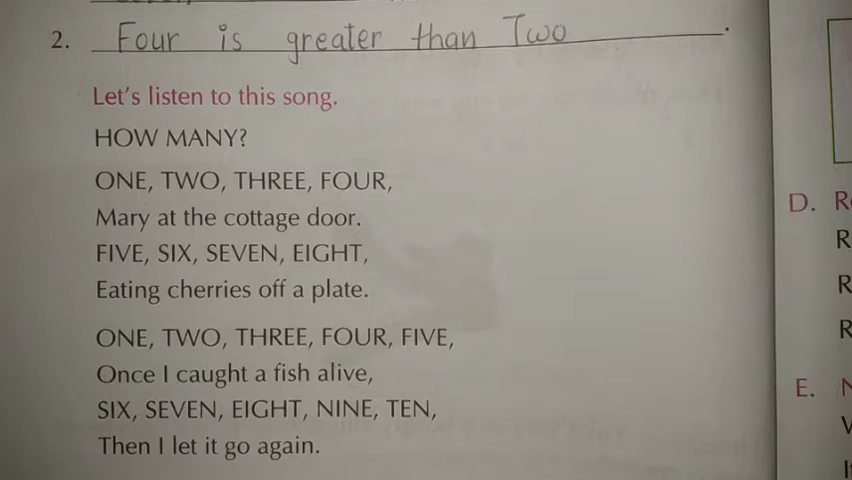 2. Four is greater than Two.
Let's listen to this song.
HOW MANY?
ONE, TWO, THREE, FOUR,
Mary at the cottage door.
FIVE, SIX, SEVEN, EIGHT,
Eating cherries off a plate.
ONE, TWO, THREE, FOUR, FIVE,
Once I caught a fish alive,
SIX, SEVEN, EIGHT, NINE, TEN,
Then I let it go again.
D.
E.